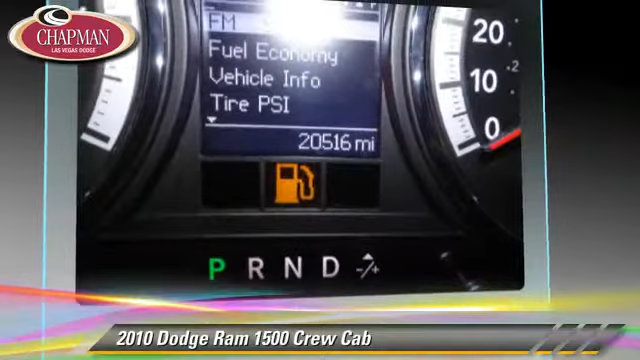 CHAPMAN
LAS VEGAS DODGE
FM
Fuel Economy
Vehicle Info
Tire PSI
20516 mi
20
10
0
2
P R N D -/+
2010 Dodge Ram 1500 Crew Cab